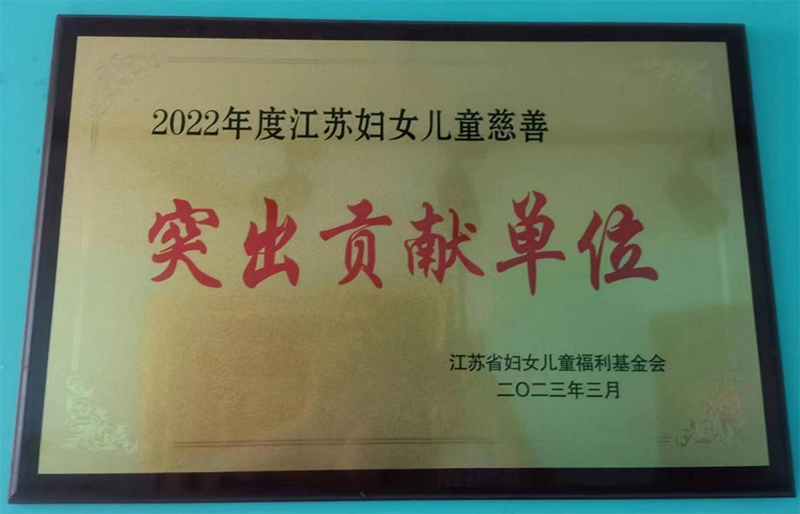 2022年度江苏妇女儿童慈善
突出贡献单位
江苏省妇女儿童福利基金会
二〇二三年三月